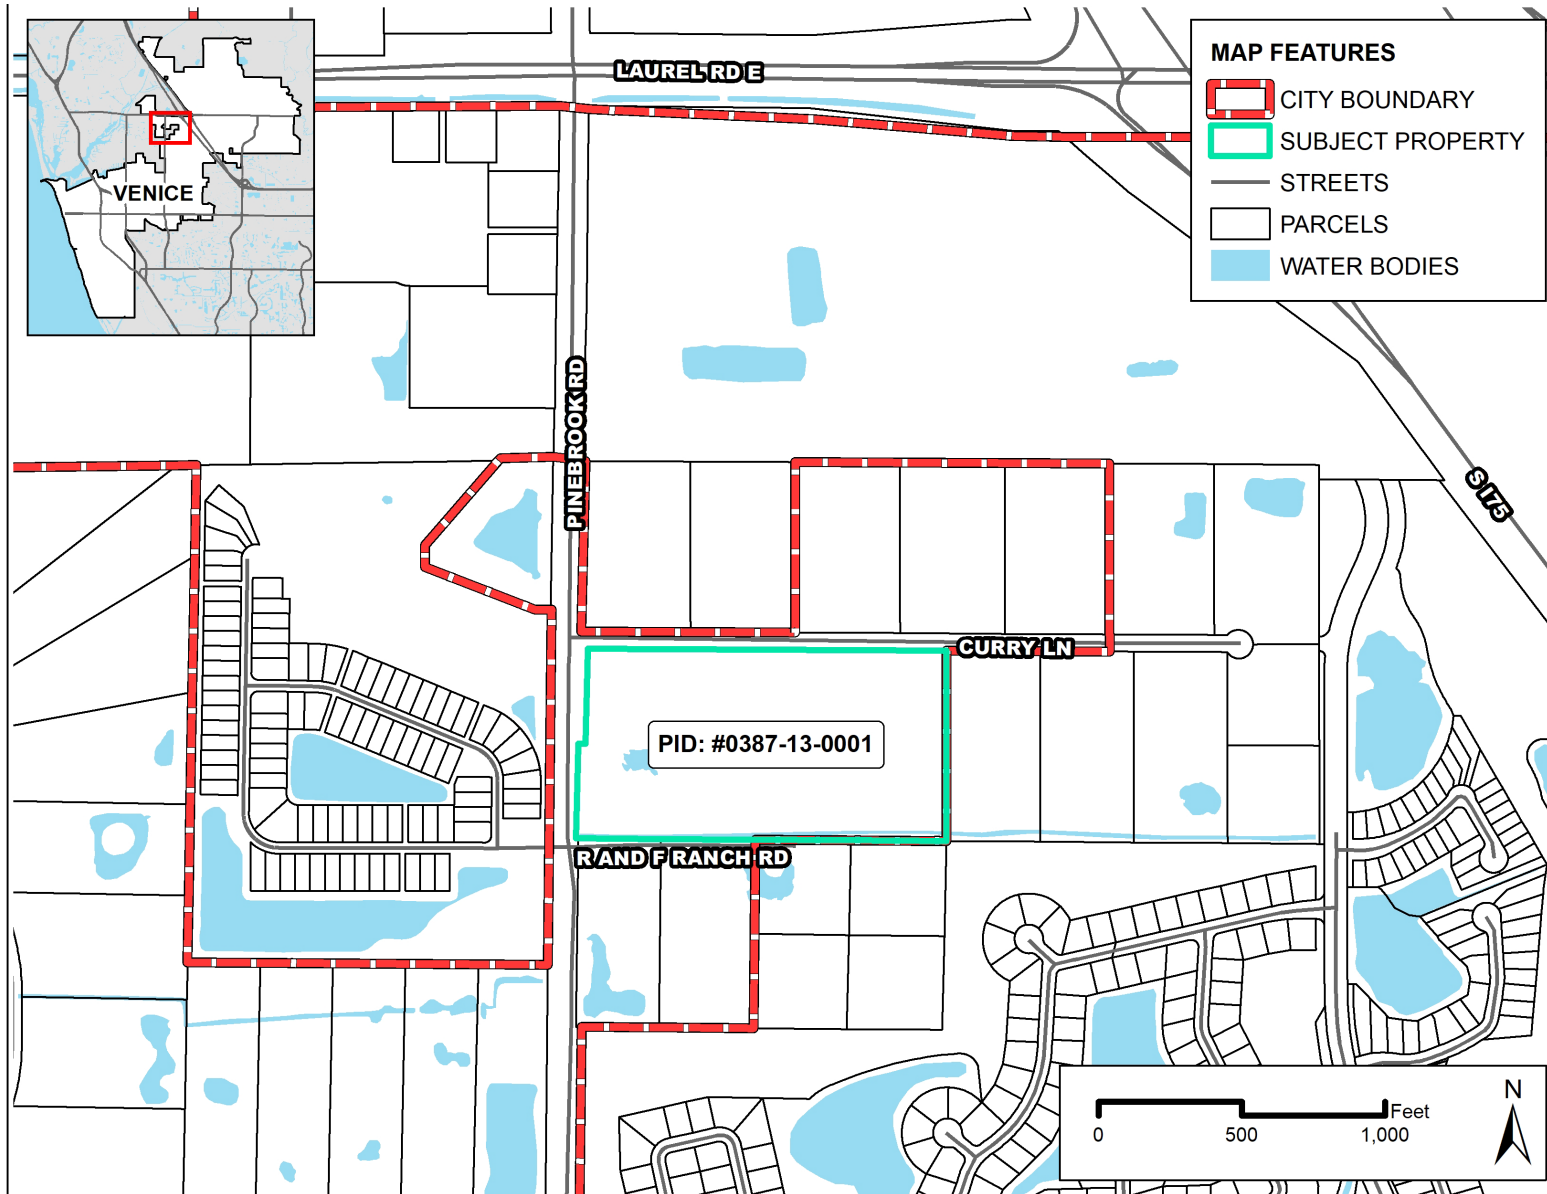 LAUREL RD E
MAP FEATURES
CITY BOUNDARY
SUBJECT PROPERTY
STREETS
PARCELS
WATER BODIES
VENICE
PINEBROOK RD
S I75
CURRY LN
PID: #0387-13-0001
R AND F RANCH RD
N
Feet
0 500 1,000